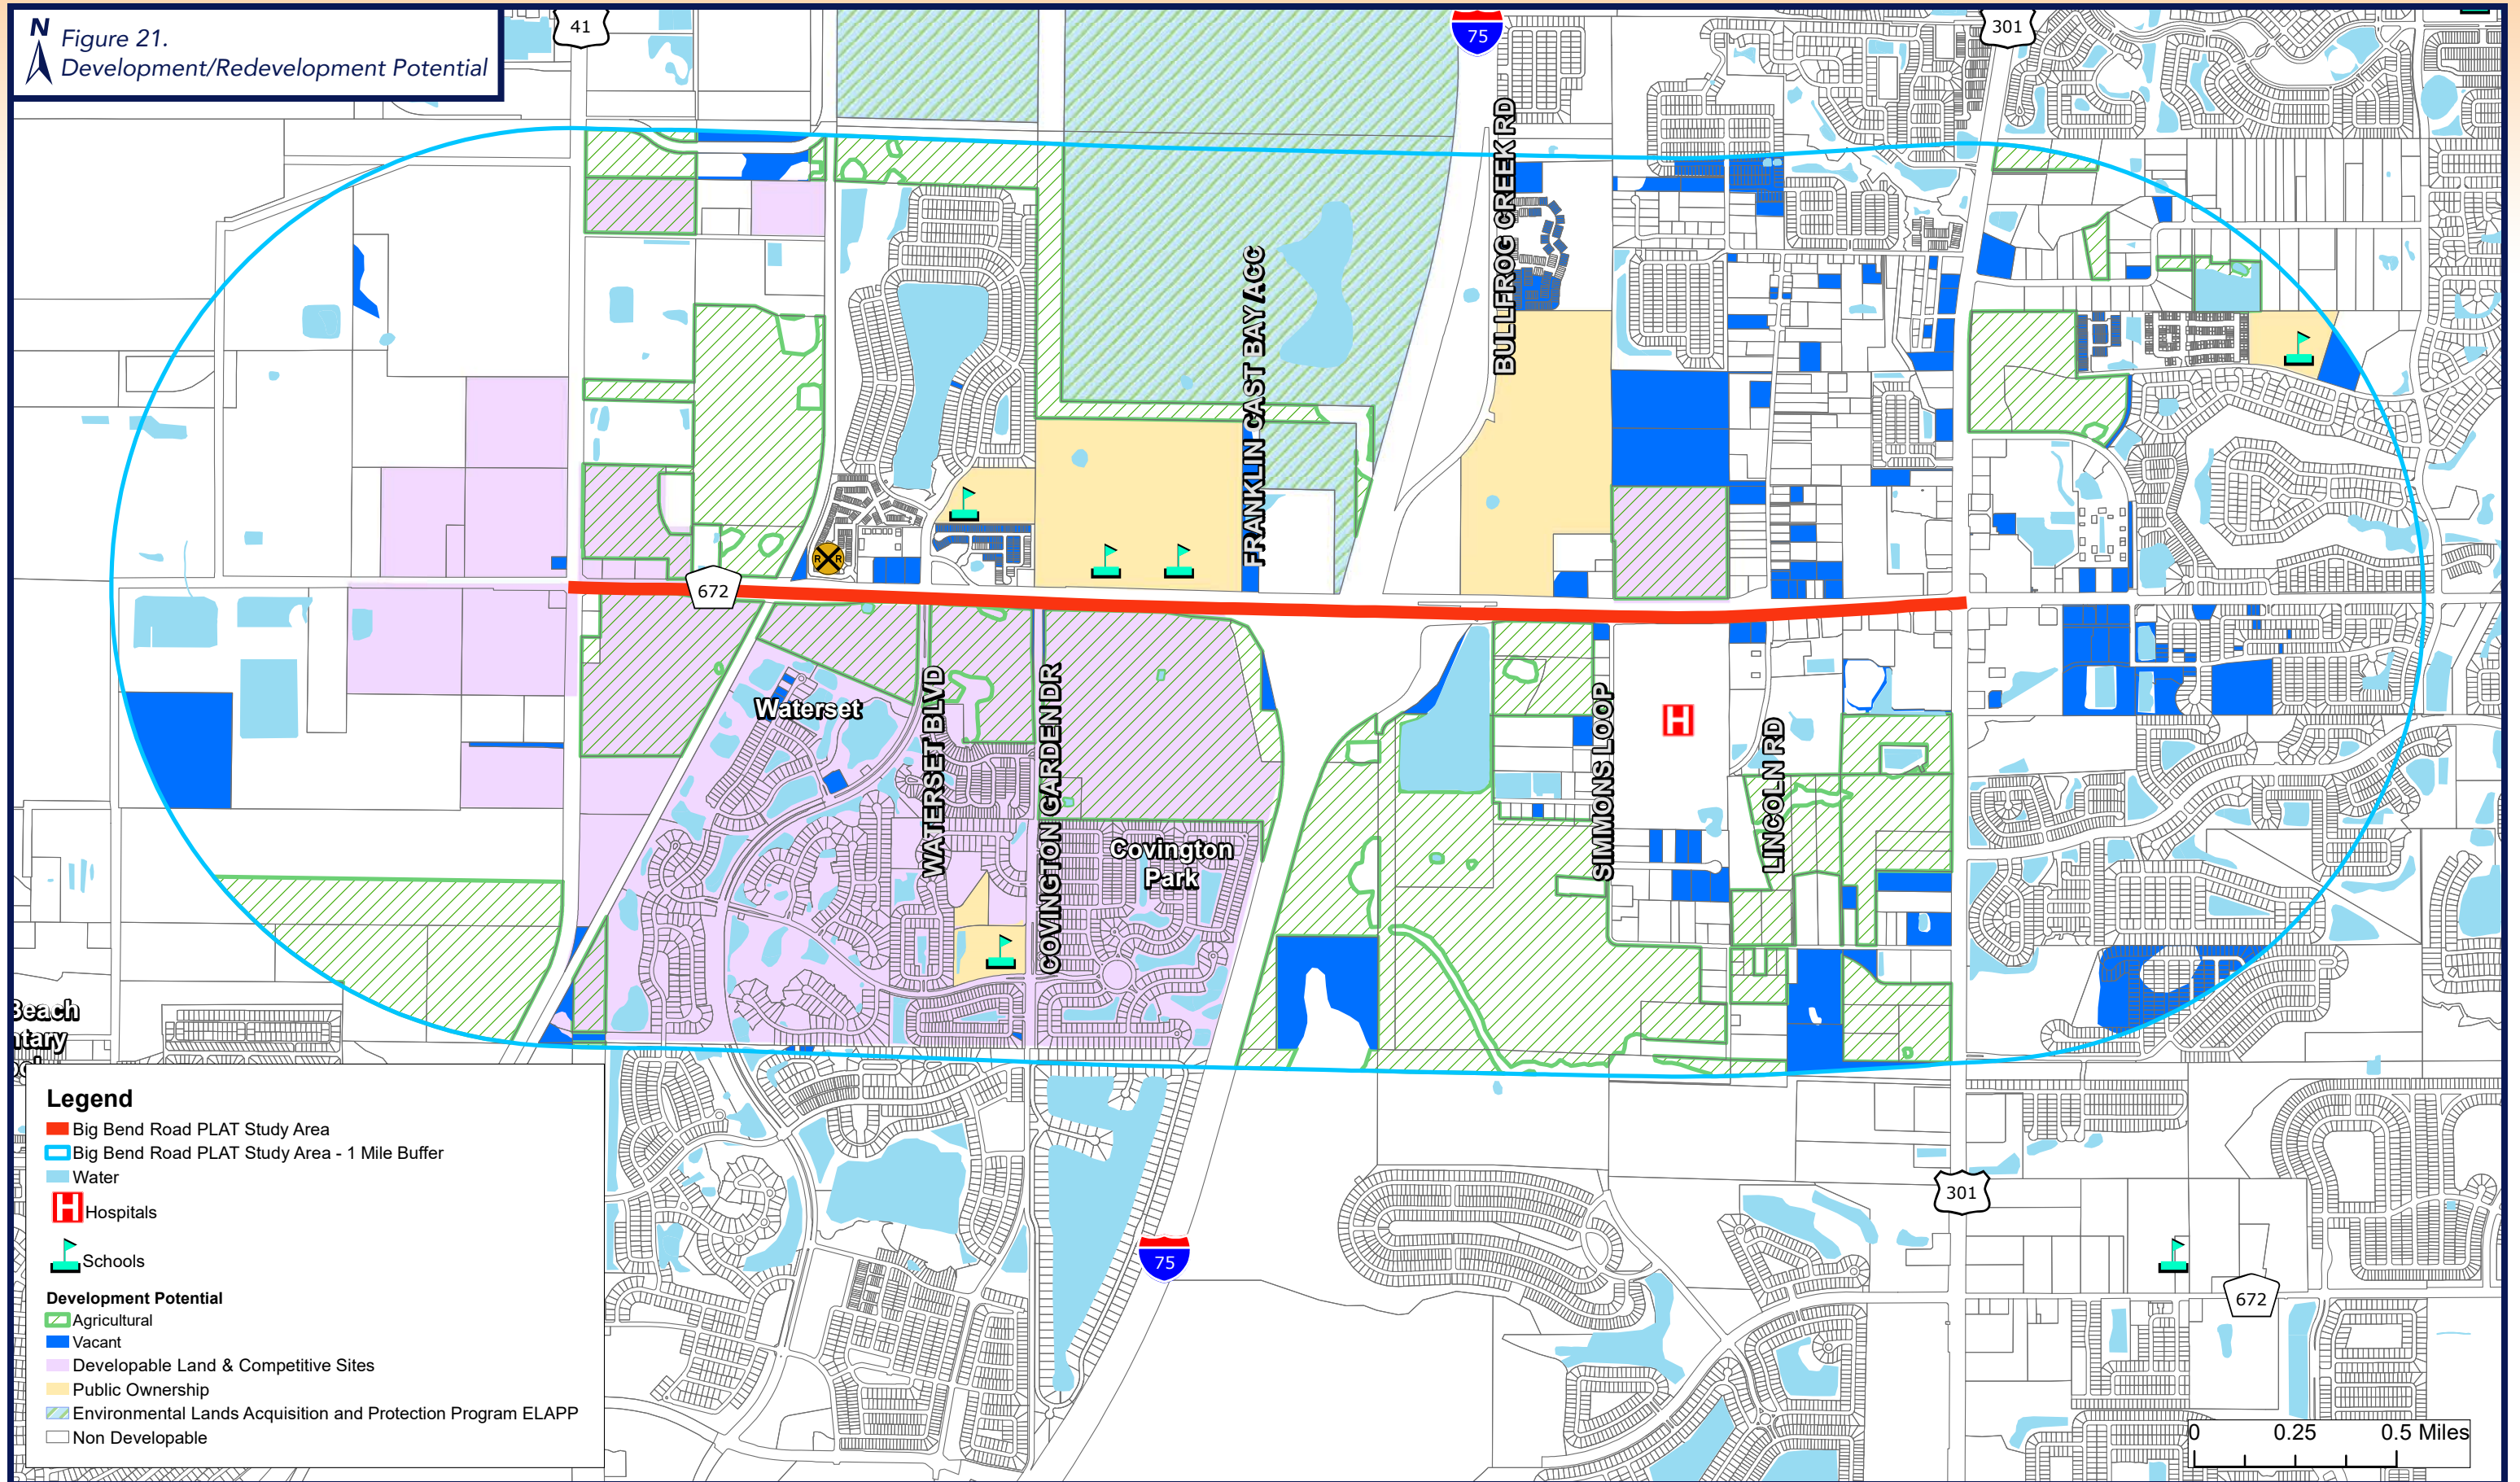 N
Figure 21.
Development/Redevelopment Potential
41
75
301
BULLFROG CREEK RD
FRANKLIN CAST BAY ACC
R R
672
Waterset
WATERSET BLVD
COVINGTON GARDEN DR
Covington
Park
H
SIMMONS LOOP
LINCOLN RD
Beach
ntary
Legend
Big Bend Road PLAT Study Area
Big Bend Road PLAT Study Area - 1 Mile Buffer
Water
H Hospitals
Schools
Development Potential
Agricultural
Vacant
Developable Land & Competitive Sites
Public Ownership
Environmental Lands Acquisition and Protection Program ELAPP
Non Developable
75
301
672
0 0.25 0.5 Miles